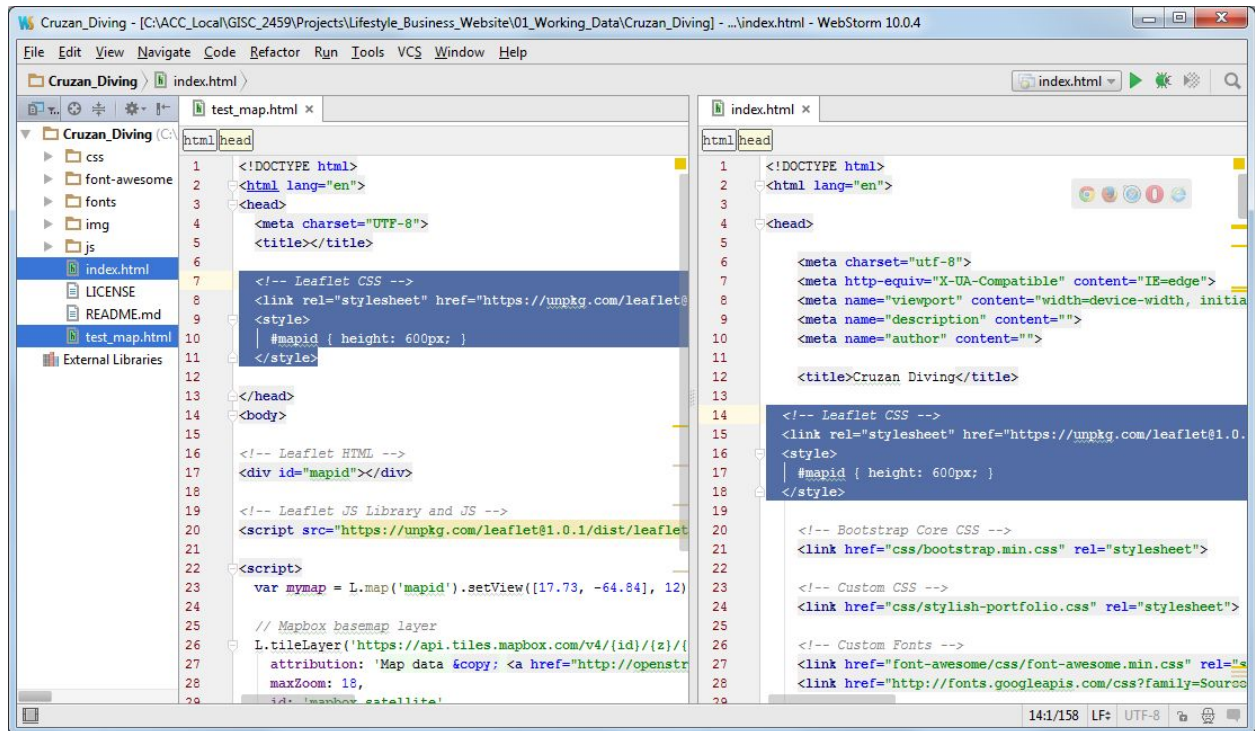 Cruzan_Diving - [C:\ACC_Local\GISC_2459\Projects\Lifestyle_Business_Website\01_Working_Data\Cruzan_Diving] - ...\index.html - WebStorm 10.0.4
File Edit View Navigate Code Refactor Run Tools VCS Window Help
Cruzan_Diving index.html
index.html
Cruzan_Diving (C:\
css
font-awesome
fonts
img
js
index.html
LICENSE
README.md
test_map.html
External Libraries
test_map.html
html head
1 <!DOCTYPE html>
2 <html lang="en">
3 <head>
4 <meta charset="UTF-8">
5 <title></title>
6
7 <!-- Leaflet CSS -->
8 <link rel="stylesheet" href="https://unpkg.com/leaflet@
9 <style>
10 #mapid { height: 600px; }
11 </style>
12
13 </head>
14 <body>
15
16 <!-- Leaflet HTML -->
17 <div id="mapid"></div>
18
19 <!-- Leaflet JS Library and JS -->
20 <script src="https://unpkg.com/leaflet@1.0.1/dist/leaflet
21
22 <script>
23 var mymap = L.map('mapid').setView([17.73, -64.84], 12)
24
25 // Mapbox basemap layer
26 L.tileLayer('https://api.tiles.mapbox.com/v4/{id}/{z}/{
27 attribution: 'Map data &copy; <a href="http://openstr
28 maxZoom: 18,
29 id: 'mapbox.satellite'
index.html
html head
1 <!DOCTYPE html>
2 <html lang="en">
3
4 <head>
5
6 <meta charset="utf-8">
7 <meta http-equiv="X-UA-Compatible" content="IE=edge">
8 <meta name="viewport" content="width=device-width, initia
9 <meta name="description" content="">
10 <meta name="author" content="">
11
12 <title>Cruzan Diving</title>
13
14 <!-- Leaflet CSS -->
15 <link rel="stylesheet" href="https://unpkg.com/leaflet@1.0.
16 <style>
17 #mapid { height: 600px; }
18 </style>
19
20 <!-- Bootstrap Core CSS -->
21 <link href="css/bootstrap.min.css" rel="stylesheet">
22
23 <!-- Custom CSS -->
24 <link href="css/stylish-portfolio.css" rel="stylesheet">
25
26 <!-- Custom Fonts -->
27 <link href="font-awesome/css/font-awesome.min.css" rel="s
28 <link href="http://fonts.googleapis.com/css?family=Source
29
14:1/158 LF UTF-8